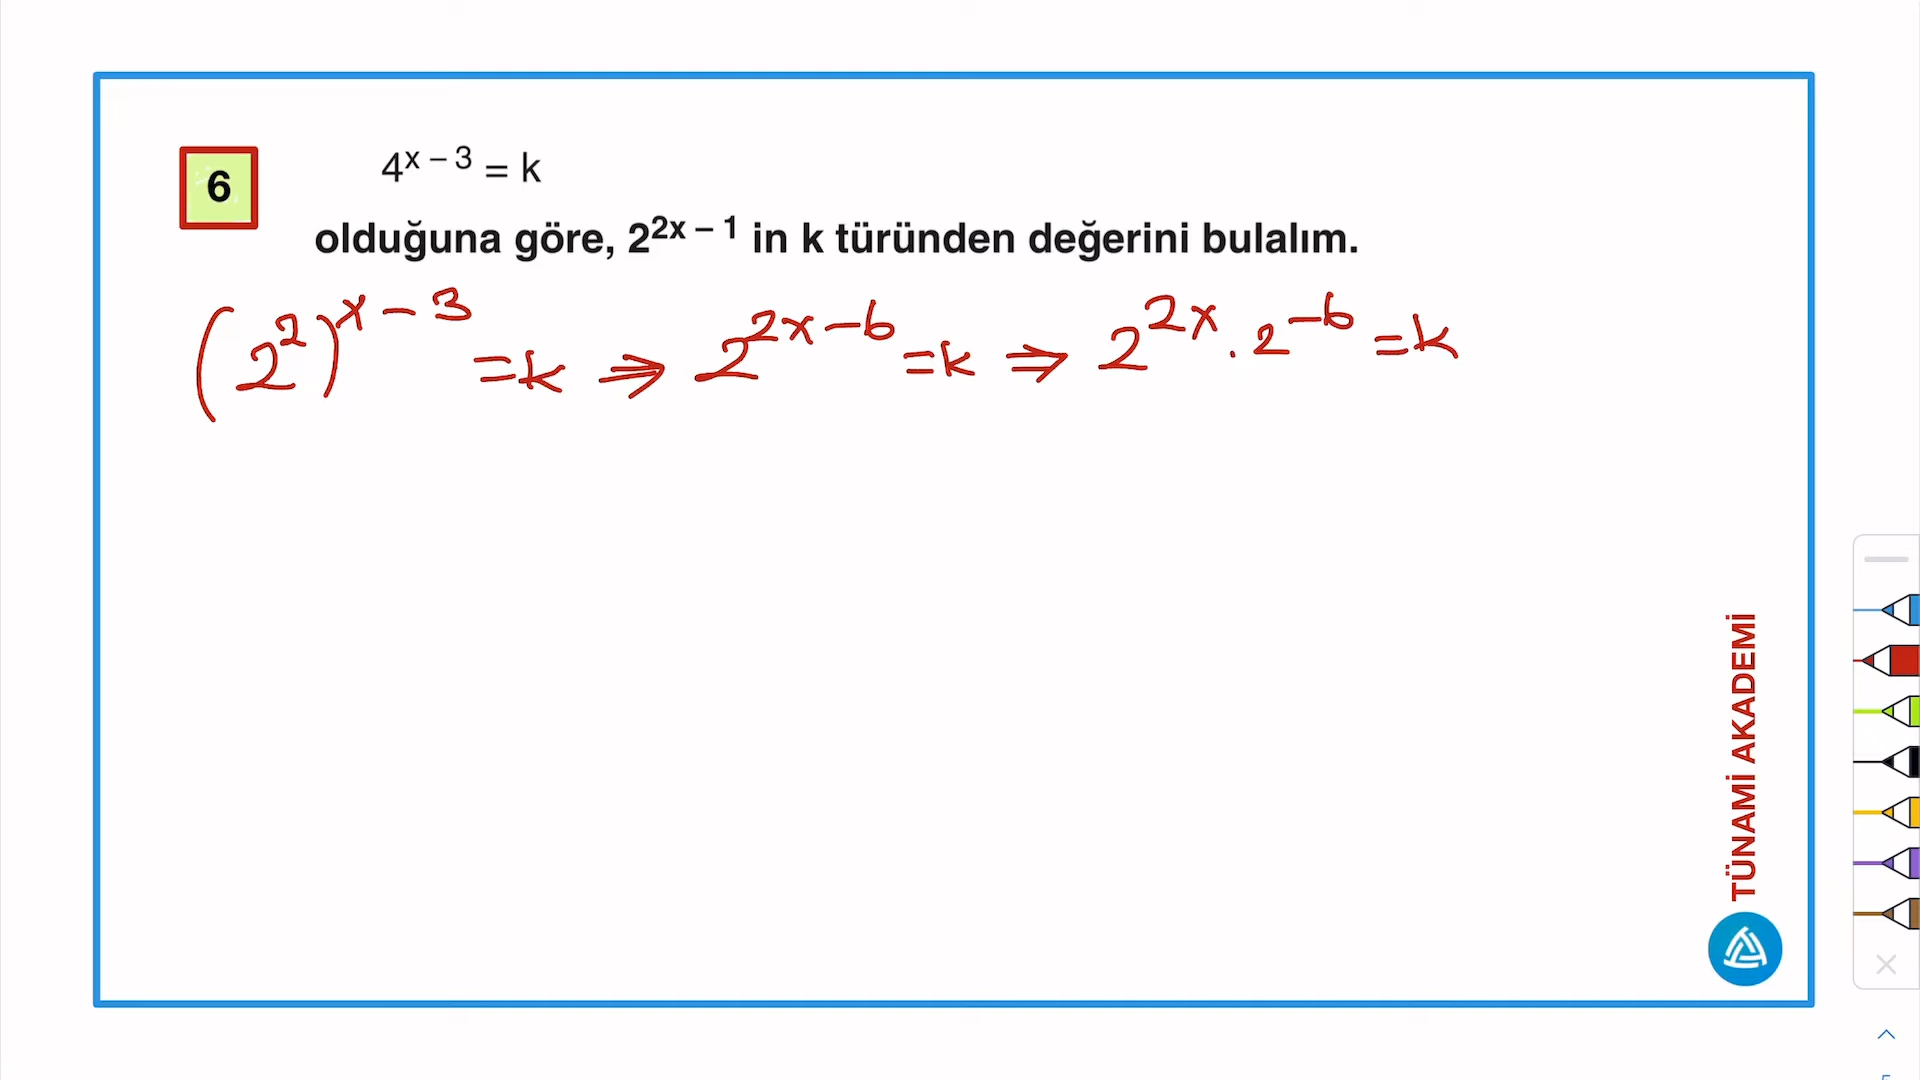 6
4^{x – 3} = k
olduğuna göre, 2^{2x – 1} in k türünden değerini bulalım.
(2^2)^{x-3} =k ⇒ 2^{2x-6} =k ⇒ 2^{2x} . 2^{-6} =k
TÜNAMİ AKADEMİ